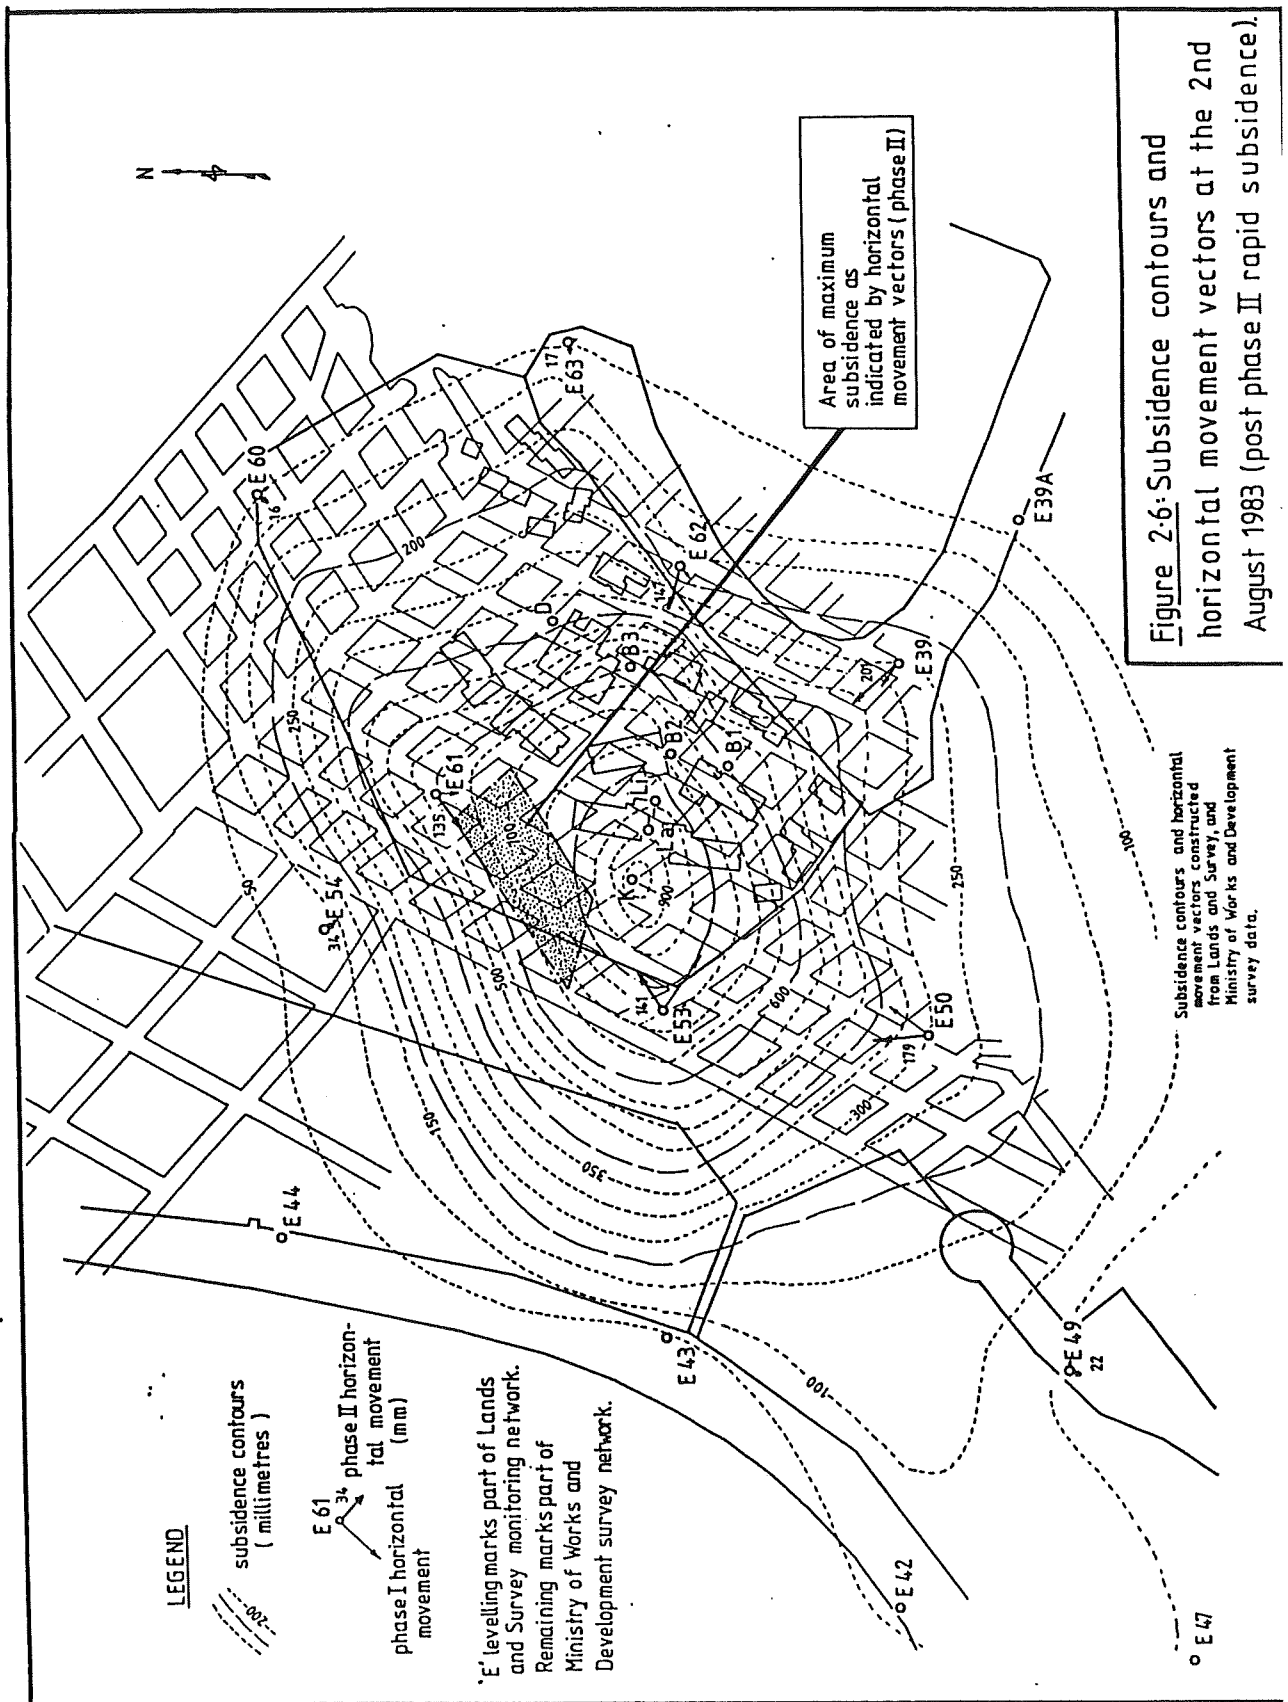 LEGEND
200
subsidence contours
( millimetres )
E 61
34
phase II horizon-
tal movement
(mm)
phase I horizontal
movement
'E' levelling marks part of Lands
and Survey monitoring network.
Remaining marks part of
Ministry of Works and
Development survey network.
N
E 44
E 54
34
E 60
16
50
250
200
150
135
E 61
500
700
D
17
E 63
350
141
E 53
K
900
La
Li
B2
B3
B1
147
E 62
600
E 43
100
300
179
E 50
201
E 39
250
E39A
100
E 42
E 49
22
E 47
Area of maximum
subsidence as
indicated by horizontal
movement vectors ( phase II )
Subsidence contours and horizontal
movement vectors constructed
from Lands and Survey, and
Ministry of Works and Development
survey data.
Figure 2·6: Subsidence contours and
horizontal movement vectors at the 2nd
August 1983 (post phase II rapid subsidence).